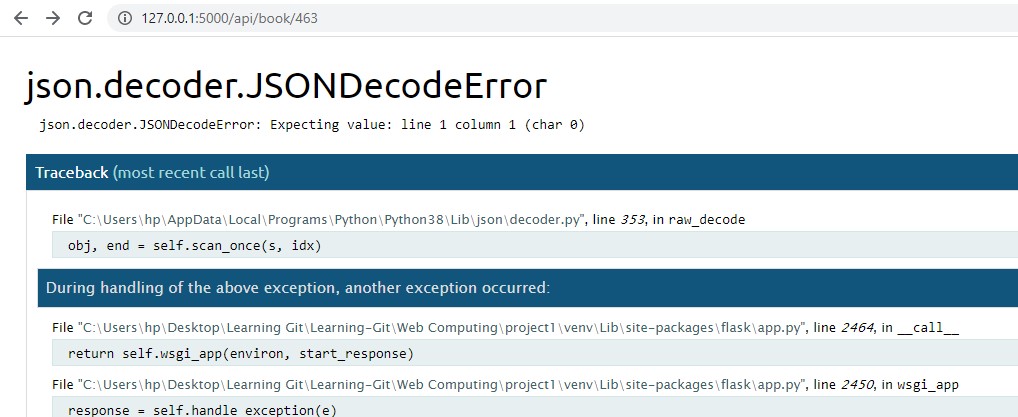 127.0.0.1:5000/api/book/463
json.decoder.JSONDecodeError
json.decoder.JSONDecodeError: Expecting value: line 1 column 1 (char 0)
Traceback (most recent call last)
File "C:\Users\hp\AppData\Local\Programs\Python\Python38\Lib\json\decoder.py", line 353, in raw_decode
obj, end = self.scan_once(s, idx)
During handling of the above exception, another exception occurred:
File "C:\Users\hp\Desktop\Learning Git\Learning-Git\Web Computing\project1\venv\Lib\site-packages\flask\app.py", line 2464, in __call__
return self.wsgi_app(environ, start_response)
File "C:\Users\hp\Desktop\Learning Git\Learning-Git\Web Computing\project1\venv\Lib\site-packages\flask\app.py", line 2450, in wsgi_app
response = self.handle_exception(e)